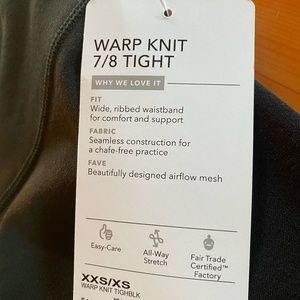 WARP KNIT
7/8 TIGHT
WHY WE LOVE IT
FIT
Wide, ribbed waistband
for comfort and support
FABRIC
Seamless construction for
a chafe-free practice
FAVE
Beautifully designed airflow mesh
Easy-Care
All-Way
Stretch
Fair Trade
Certified™
Factory
XXS/XS
WARP KNIT TIGHBLK